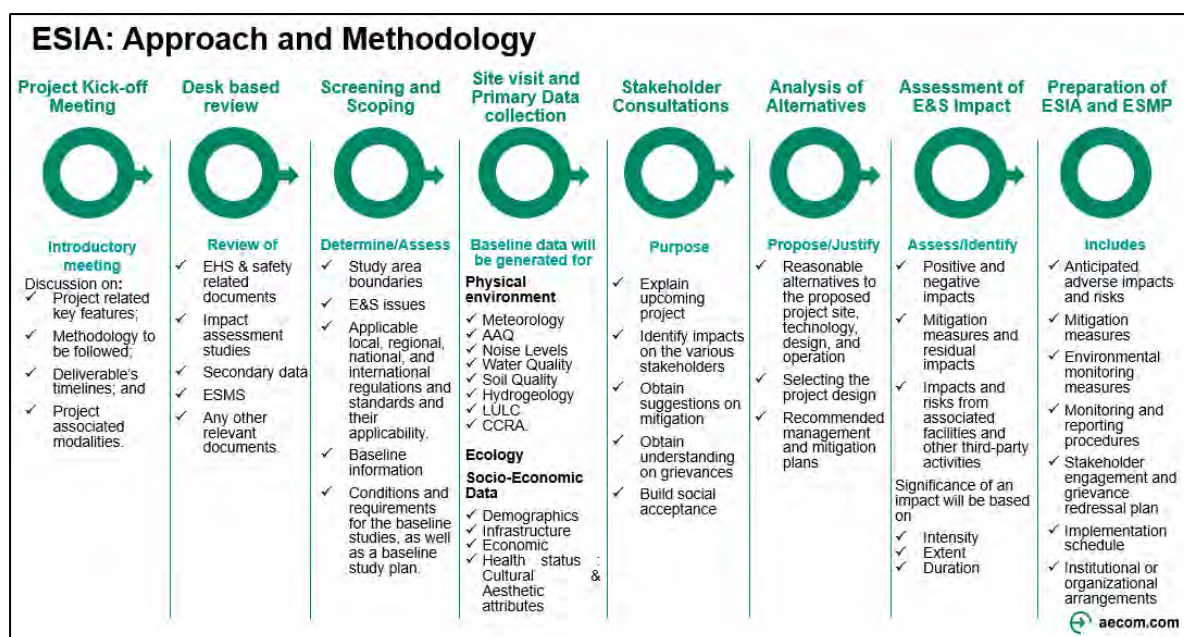 ESIA: Approach and Methodology
Project Kick-off
Meeting
Introductory
meeting
Discussion on:
✓ Project related
key features;
✓ Methodology to
be followed;
✓ Deliverable's
timelines; and
✓ Project
associated
modalities.
Desk based
review
Review of
✓ EHS & safety
related
documents
✓ Impact
assessment
studies
✓ Secondary data
✓ ESMS
✓ Any other
relevant
documents.
Screening and
Scoping
Determine/Assess
✓ Study area
boundaries
✓ E&S issues
✓ Applicable
local, regional,
national, and
international
regulations and
standards and
their
applicability.
✓ Baseline
information
✓ Conditions and
requirements
for the baseline
studies, as well
as a baseline
study plan.
Site visit and
Primary Data
collection
Baseline data will
be generated for
Physical
environment
✓ Meteorology
✓ AAQ
✓ Noise Levels
✓ Water Quality
✓ Soil Quality
✓ Hydrogeology
✓ LULC
✓ CCRA.
Ecology
Socio-Economic
Data
✓ Demographics
✓ Infrastructure
✓ Economic
✓ Health status :
Cultural &
Aesthetic
attributes
Stakeholder
Consultations
Purpose
✓ Explain
upcoming
project
✓ Identify impacts
on the various
stakeholders
✓ Obtain
suggestions on
mitigation
✓ Obtain
understanding
on grievances
✓ Build social
acceptance
Analysis of
Alternatives
Propose/Justify
✓ Reasonable
alternatives to
the proposed
project site,
technology,
design, and
operation
✓ Selecting the
project design
✓ Recommended
management
and mitigation
plans
Assessment of
E&S Impact
Assess/Identify
✓ Positive and
negative
impacts
✓ Mitigation
measures and
residual
impacts
✓ Impacts and
risks from
associated
facilities and
other third-party
activities
Significance of an
impact will be based
on
✓ Intensity
✓ Extent
✓ Duration
Preparation of
ESIA and ESMP
Includes
✓ Anticipated
adverse impacts
and risks
✓ Mitigation
measures
✓ Environmental
monitoring
measures
✓ Monitoring and
reporting
procedures
✓ Stakeholder
engagement and
grievance
redressal plan
✓ Implementation
schedule
✓ Institutional or
organizational
arrangements
aecom.com